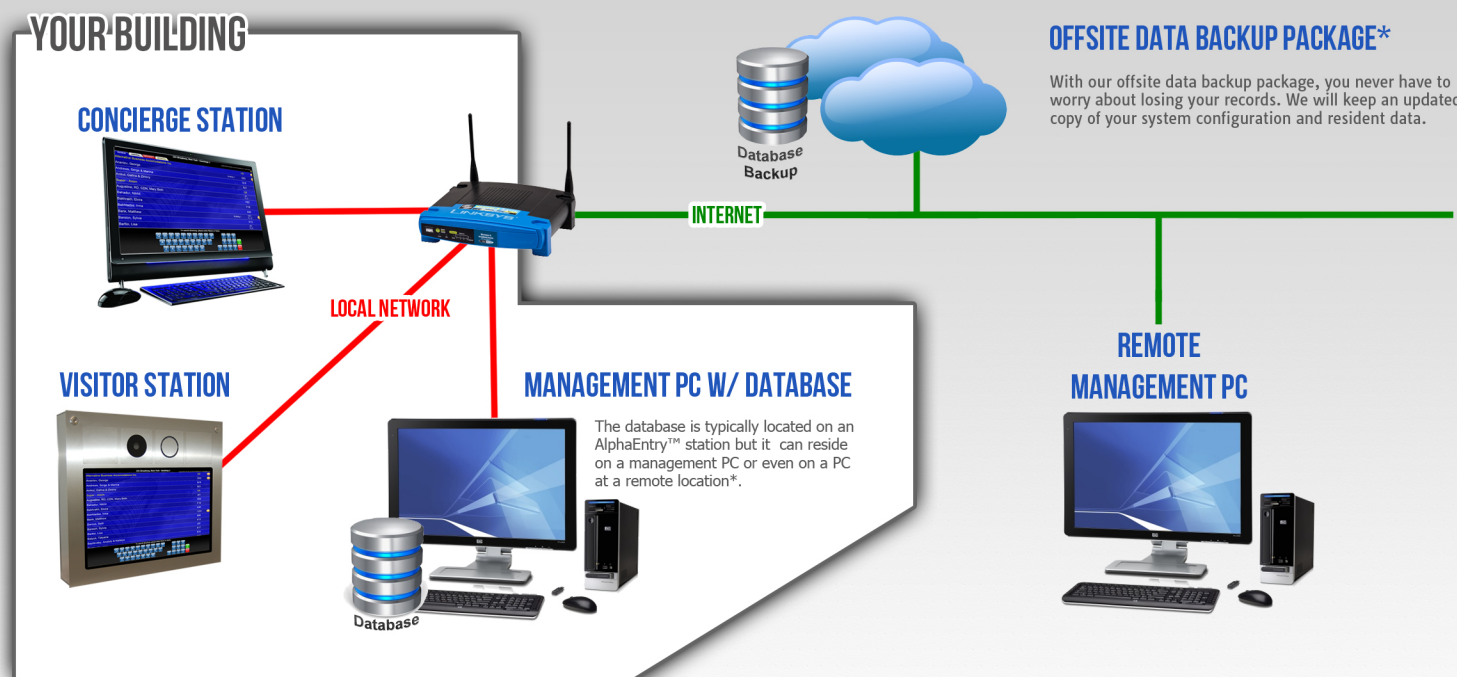 YOUR BUILDING
CONCIERGE STATION
LINKSYS
LOCAL NETWORK
VISITOR STATION
MANAGEMENT PC W/ DATABASE
The database is typically located on an
AlphaEntry™ station but it can reside
on a management PC or even on a PC
at a remote location*.
Database
Database
Backup
INTERNET
OFFSITE DATA BACKUP PACKAGE*
With our offsite data backup package, you never have to
worry about losing your records. We will keep an updated
copy of your system configuration and resident data.
REMOTE
MANAGEMENT PC